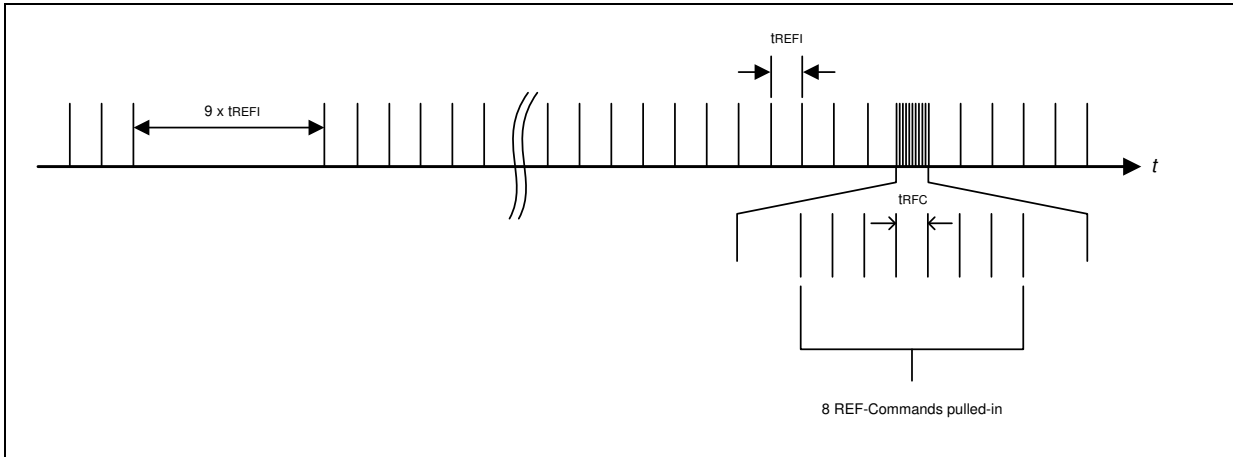 tREFI
9 x tREFI
t
tRFC
8 REF-Commands pulled-in